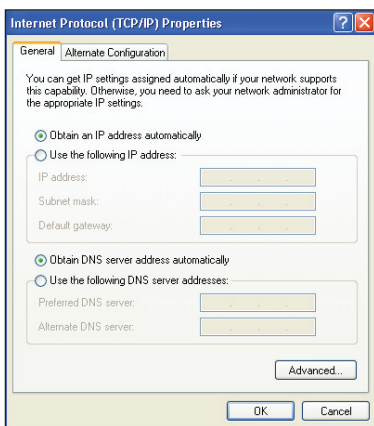 Internet Protocol (TCP/IP) Properties
General Alternate Configuration
You can get IP settings assigned automatically if your network supports
this capability. Otherwise, you need to ask your network administrator for
the appropriate IP settings.
Obtain an IP address automatically
Use the following IP address:
IP address:
Subnet mask:
Default gateway:
Obtain DNS server address automatically
Use the following DNS server addresses:
Preferred DNS server:
Alternate DNS server:
Advanced...
OK Cancel